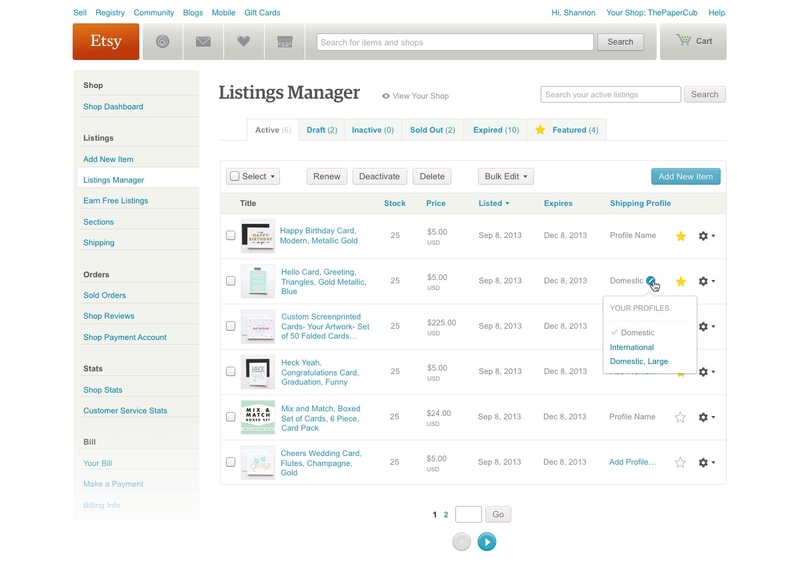 Sell Registry Community Blogs Mobile Gift Cards
Hi, Shannon Your Shop: ThePaperCub Help
Etsy
Search for items and shops
Search
Cart
Shop
Shop Dashboard
Listings
Add New Item
Listings Manager
Earn Free Listings
Sections
Shipping
Orders
Sold Orders
Shop Reviews
Shop Payment Account
Stats
Shop Stats
Customer Service Stats
Bill
Your Bill
Make a Payment
Billing Info
Listings Manager
View Your Shop
Search your active listings
Search
Active (6) Draft (2) Inactive (0) Sold Out (2) Expired (10) Featured (4)
Select Renew Deactivate Delete Bulk Edit Add New Item
Title Stock Price Listed Expires Shipping Profile
HAPPY
BIRTHDAY
Happy Birthday Card,
Modern, Metallic Gold
25 $5.00
USD
Sep 8, 2013 Dec 8, 2013 Profile Name
Hello Card, Greeting,
Triangles, Gold Metallic,
Blue
25 $5.00
USD
Sep 8, 2013 Dec 8, 2013 Domestic
YOUR PROFILES
Domestic
International
Domestic, Large
Custom Screenprinted
Cards- Your Artwork- Set
of 50 Folded Cards…
25 $225.00
USD
Sep 8, 2013 Dec 8, 2013
HECK
Heck Yeah,
Congratulations Card,
Graduation, Funny
25 $5.00
USD
Sep 8, 2013 Dec 8, 2013
MIX &
MATCH
BOXED SET
Mix and Match, Boxed
Set of Cards, 6 Piece,
Card Pack
25 $24.00
USD
Sep 8, 2013 Dec 8, 2013 Profile Name
Cheers Wedding Card,
Flutes, Champagne,
Gold
25 $5.00
USD
Sep 8, 2013 Dec 8, 2013 Add Profile…
1 2 Go